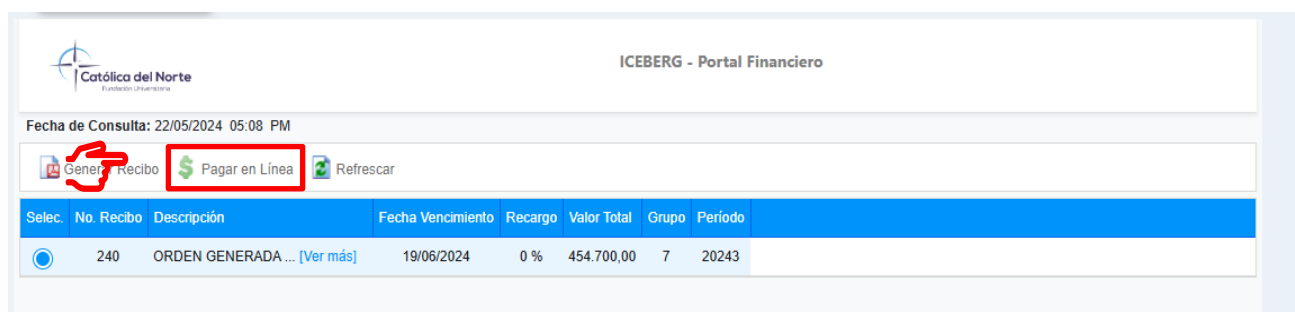 Católica del Norte
Fundación Universitaria
ICEBERG - Portal Financiero
Fecha de Consulta: 22/05/2024 05:08 PM
Generar Recibo Pagar en Línea Refrescar
Selec. No. Recibo Descripción Fecha Vencimiento Recargo Valor Total Grupo Período
240 ORDEN GENERADA ... [Ver más] 19/06/2024 0 % 454.700,00 7 20243